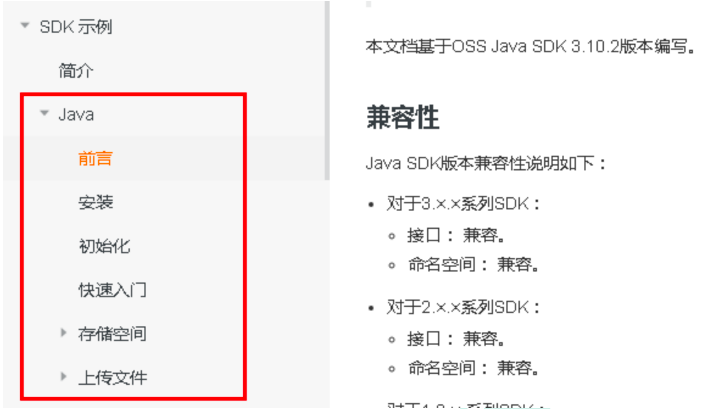 SDK 示例
简介
Java
前言
安装
初始化
快速入门
存储空间
上传文件
本文档基于OSS Java SDK 3.10.2版本编写。
兼容性
Java SDK版本兼容性说明如下：
对于3.×.×系列SDK：
接口： 兼容。
命名空间： 兼容。
对于2.×.×系列SDK：
接口： 兼容。
命名空间： 兼容。